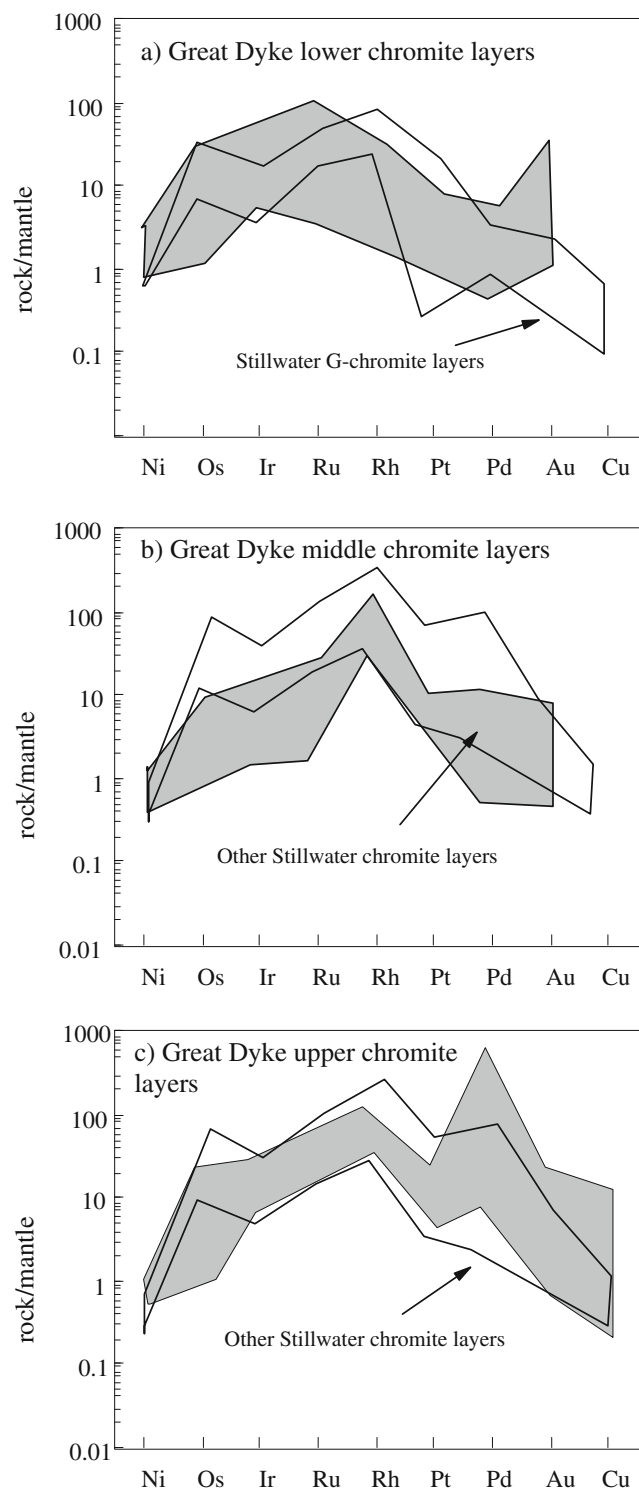 1000
a) Great Dyke lower chromite layers
100
10
1
0.1
rock/mantle
Stillwater G-chromite layers
Ni Os Ir Ru Rh Pt Pd Au Cu
1000
b) Great Dyke middle chromite layers
100
10
1
0.1
0.01
rock/mantle
Other Stillwater chromite layers
Ni Os Ir Ru Rh Pt Pd Au Cu
1000
c) Great Dyke upper chromite
layers
100
10
1
0.1
0.01
rock/mantle
Other Stillwater chromite layers
Ni Os Ir Ru Rh Pt Pd Au Cu